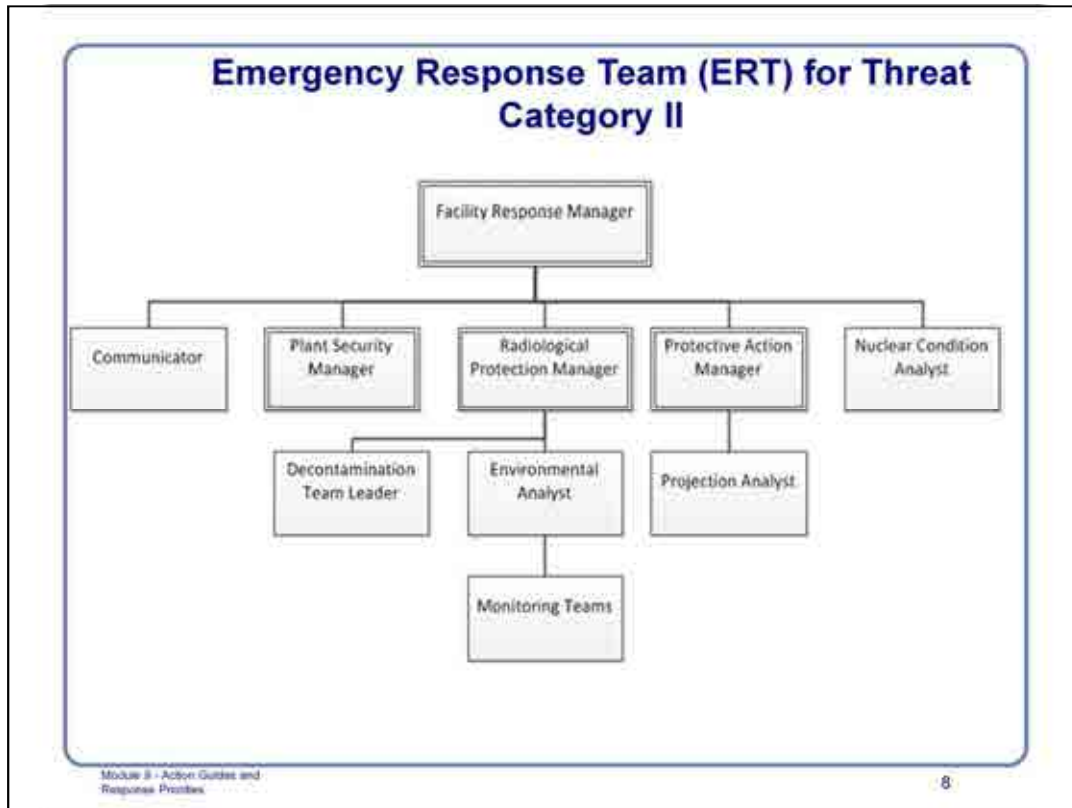 Emergency Response Team (ERT) for Threat
Category II
Facility Response Manager
Communicator
Plant Security
Manager
Radiological
Protection Manager
Protective Action
Manager
Nuclear Condition
Analyst
Decontamination
Team Leader
Environmental
Analyst
Projection Analyst
Monitoring Teams
Module - Action Guides and
Response Priorities
8